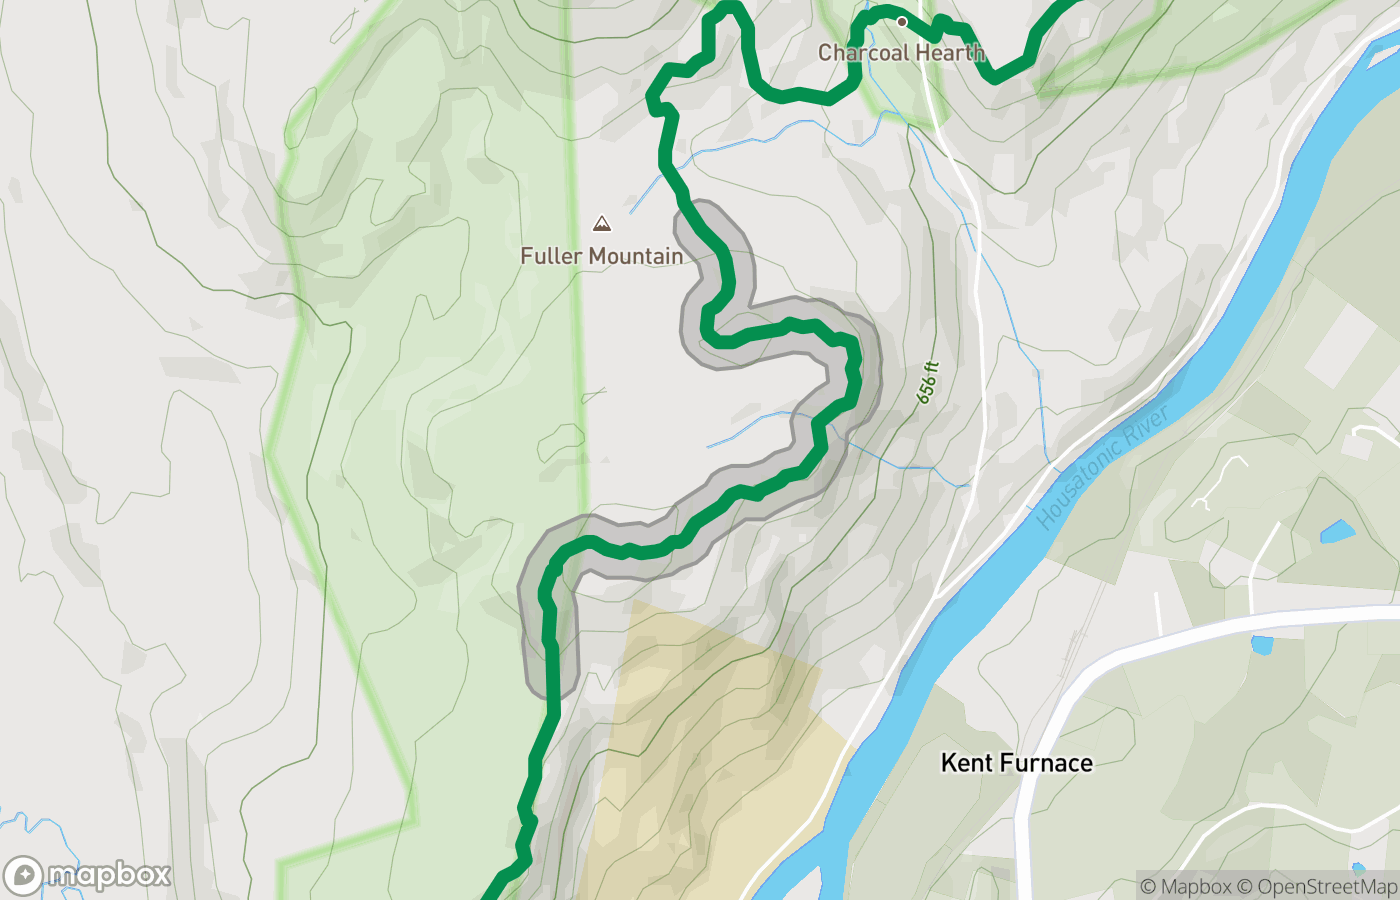 Charcoal Hearth
Fuller Mountain
656 ft
Housatonic River
Kent Furnace
mapbox
© Mapbox © OpenStreetMap